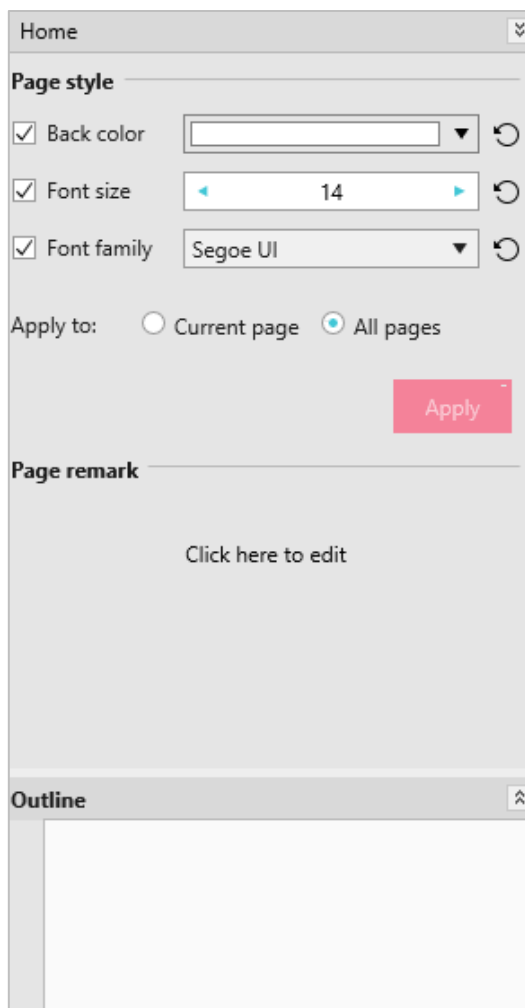 Home
Page style
Back color
Font size 14
Font family Segoe UI
Apply to: Current page All pages
Apply
Page remark
Click here to edit
Outline